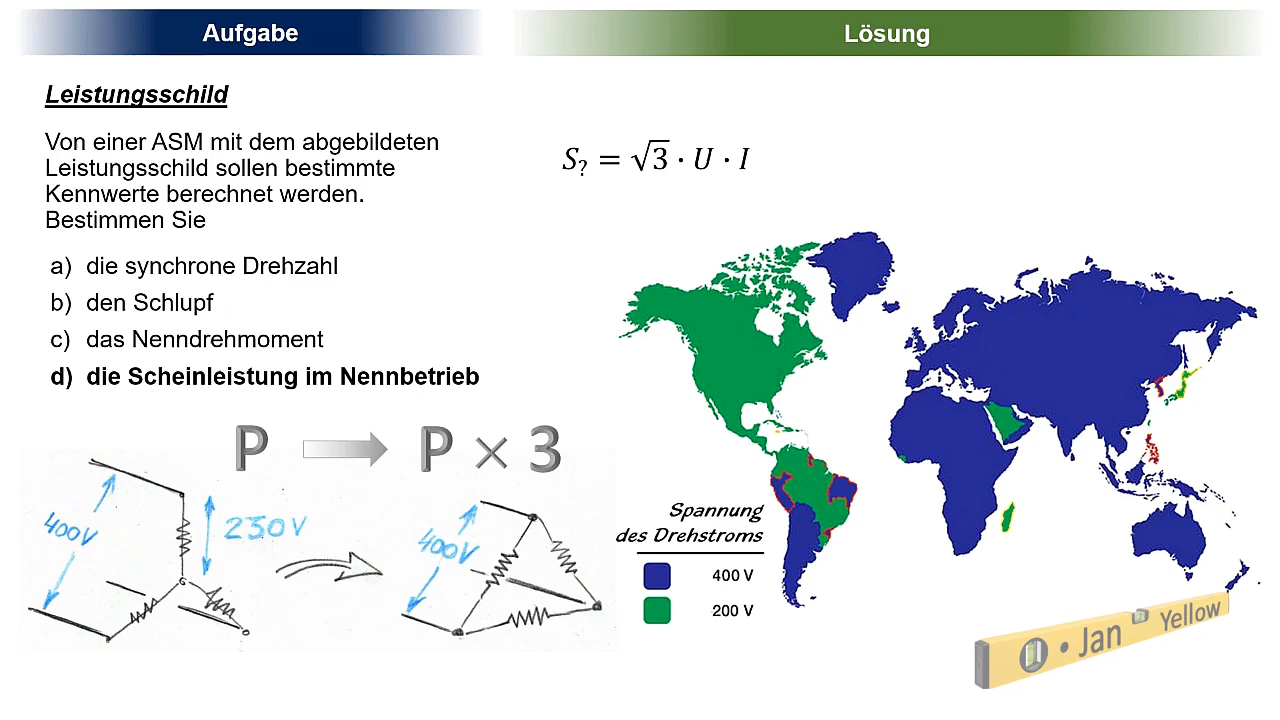 Aufgabe
Lösung
Leistungsschild
Von einer ASM mit dem abgebildeten
Leistungsschild sollen bestimmte
Kennwerte berechnet werden.
Bestimmen Sie
a) die synchrone Drehzahl
b) den Schlupf
c) das Nenndrehmoment
d) die Scheinleistung im Nennbetrieb
P P × 3
400V
230V
400V
S? = √3 · U · I
Spannung
des Drehstroms
400 V
200 V
• Jan Yellow